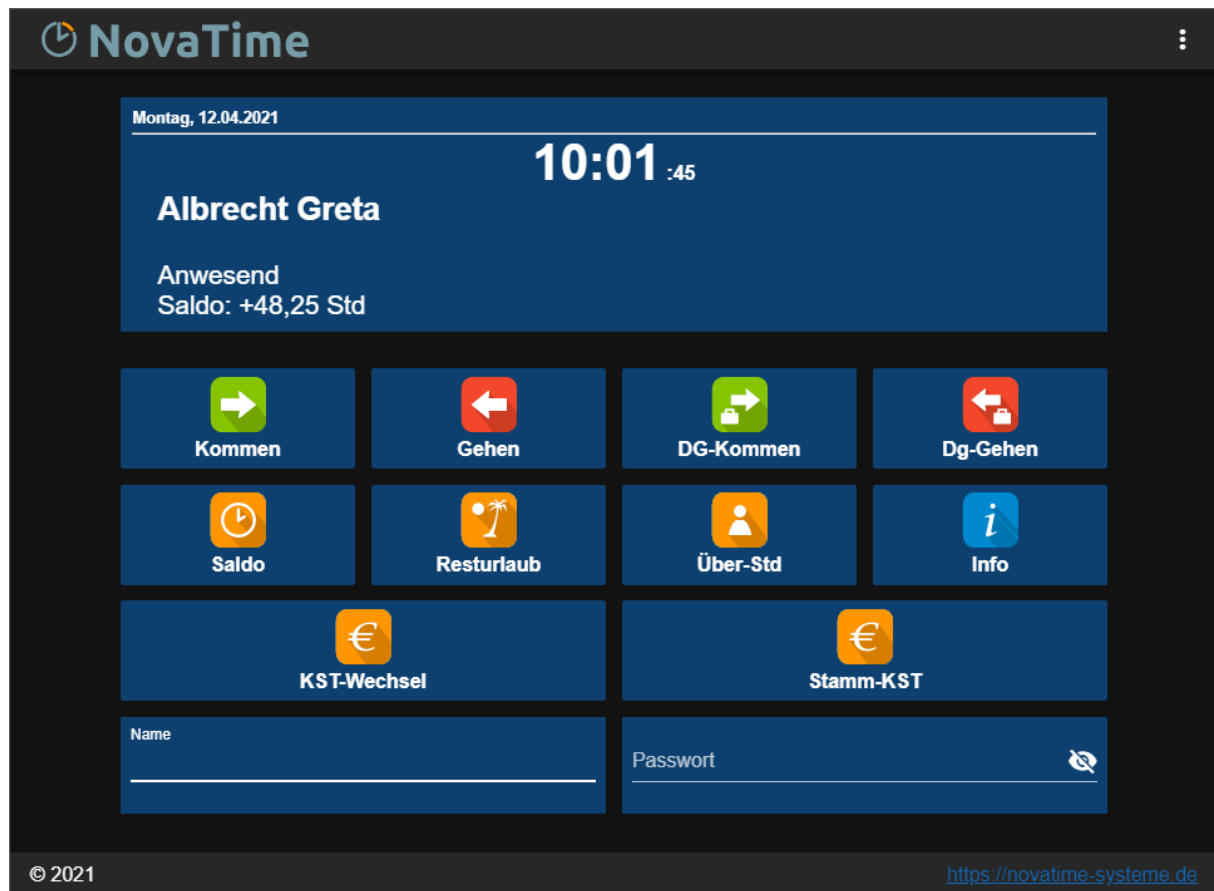 NovaTime
Montag, 12.04.2021
10:01 :45
Albrecht Greta
Anwesend
Saldo: +48,25 Std
Kommen
Gehen
DG-Kommen
Dg-Gehen
Saldo
Resturlaub
Über-Std
i
Info
€
KST-Wechsel
€
Stamm-KST
Name
Passwort
© 2021
https://novatime-systeme.de